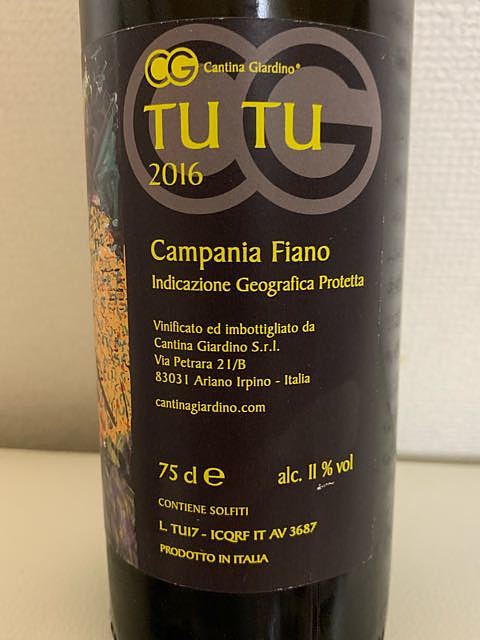 CG Cantina Giardino®
TU TU
2016
Campania Fiano
Indicazione Geografica Protetta
Vinificato ed imbottigliato da
Cantina Giardino S.r.l.
Via Petrara 21/B
83031 Ariano Irpino - Italia
cantinagiardino.com
75 cl e alc. 11 % vol
CONTIENE SOLFITI
L. TU17 - ICQRF IT AV 3687
PRODOTTO IN ITALIA